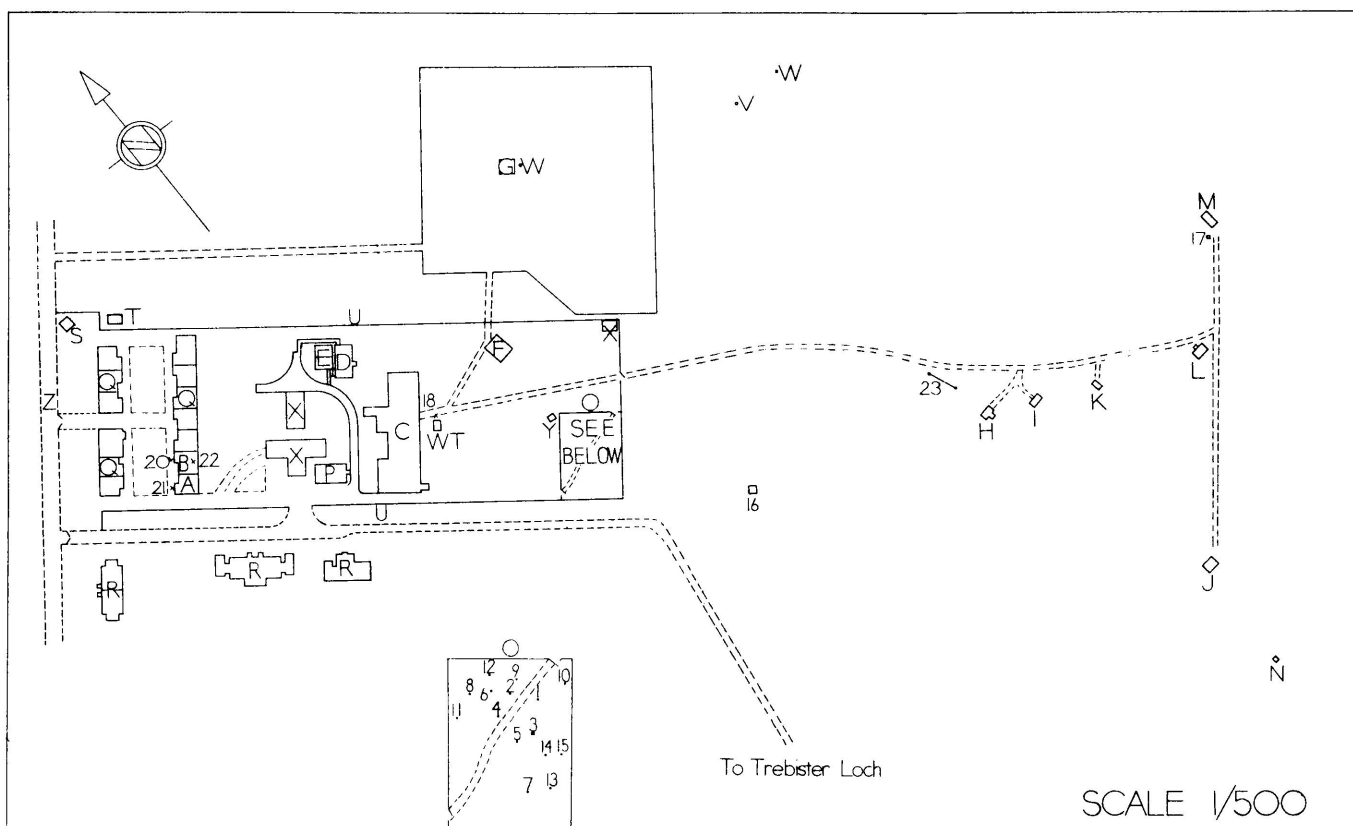 W
V
G W
M
17
S
T
U
X
E D
F
L
Q
Q
Z
18
C
WT
X
X
Y
SEE
BELOW
23
H
I
K
20
B
22
Q
21
A
P
16
U
R
R
R
J
N
12
9
10
8
6
2
1
11
4
3
5
14
15
7
13
To Trebister Loch
SCALE 1/500